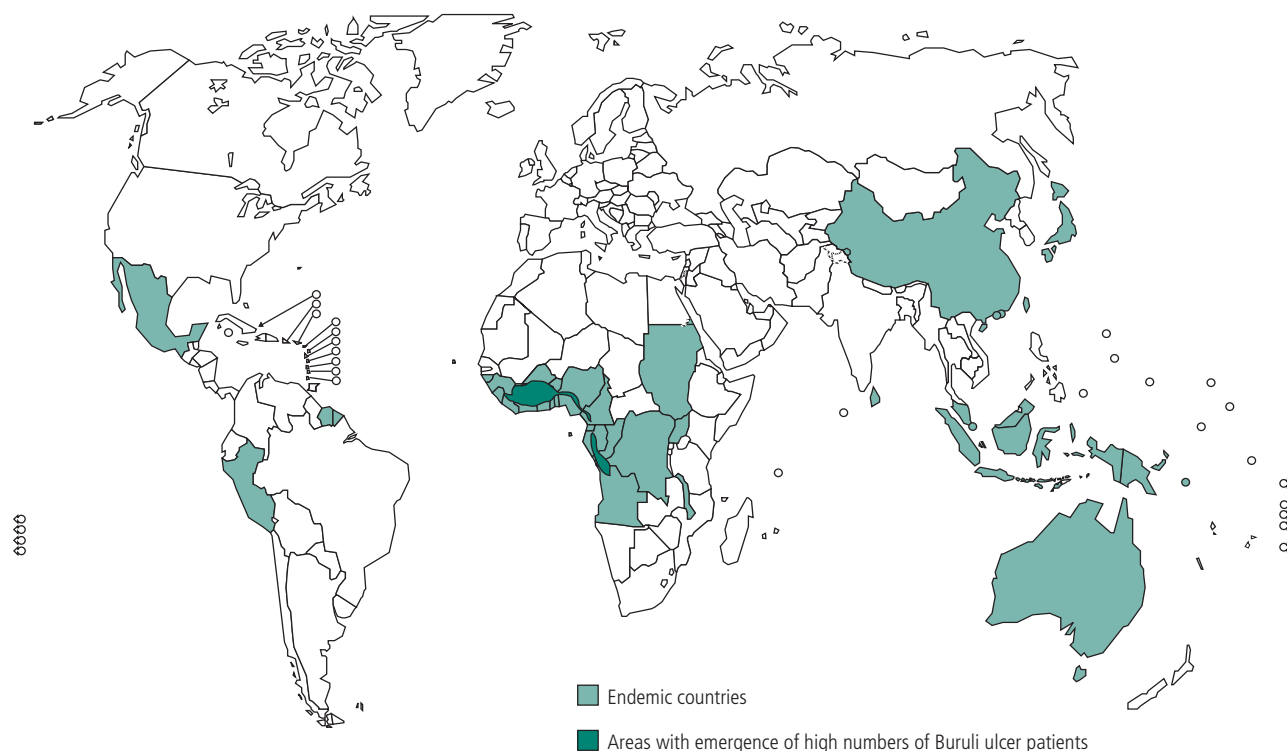 Endemic countries
Areas with emergence of high numbers of Buruli ulcer patients